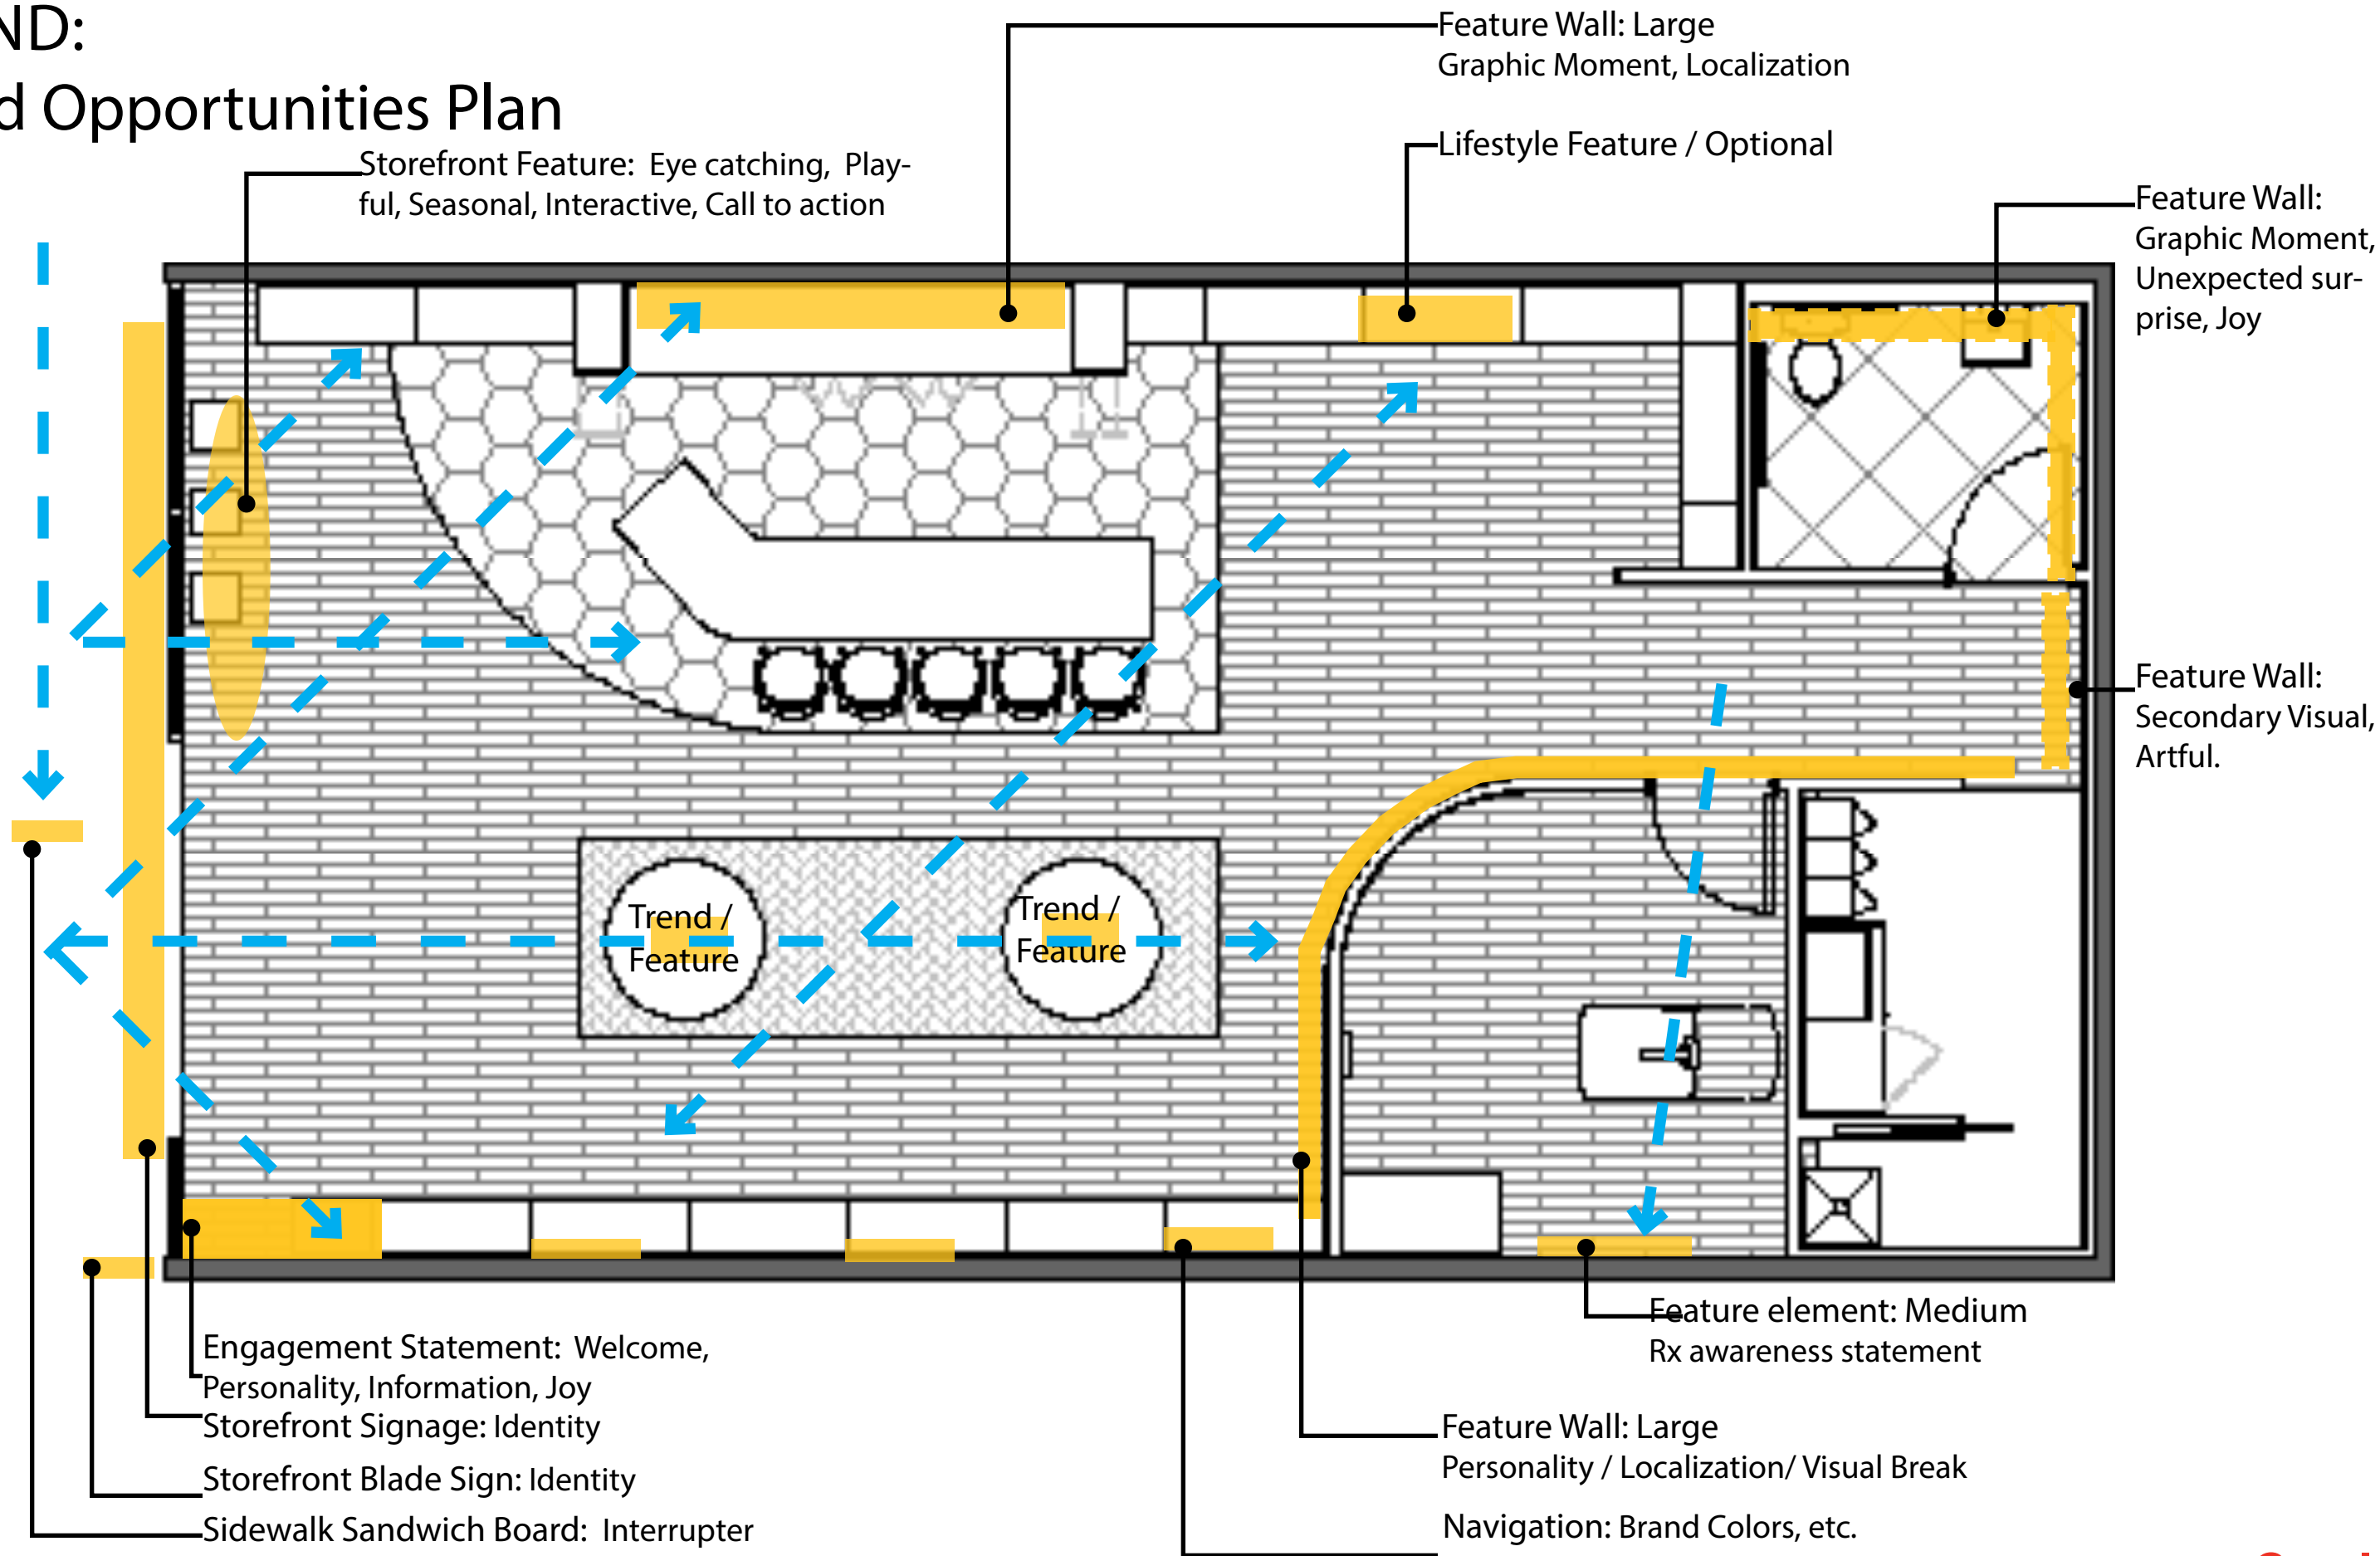 ND:
d Opportunities Plan
Feature Wall: Large
Graphic Moment, Localization
Lifestyle Feature / Optional
Storefront Feature: Eye catching, Play-
ful, Seasonal, Interactive, Call to action
Feature Wall:
Graphic Moment,
Unexpected sur-
prise, Joy
Feature Wall:
Secondary Visual,
Artful.
Trend /
Feature
Trend /
Feature
Feature element: Medium
Rx awareness statement
Engagement Statement: Welcome,
Personality, Information, Joy
Storefront Signage: Identity
Storefront Blade Sign: Identity
Sidewalk Sandwich Board: Interrupter
Feature Wall: Large
Personality / Localization/ Visual Break
Navigation: Brand Colors, etc.